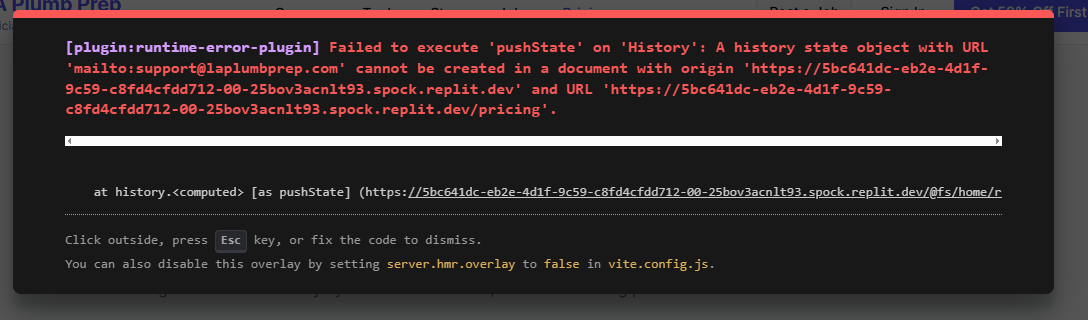 A Plumb Prep
[plugin:runtime-error-plugin] Failed to execute 'pushState' on 'History': A history state object with URL
'mailto:support@laplumbprep.com' cannot be created in a document with origin 'https://5bc641dc-eb2e-4d1f-
9c59-c8fd4cfdd712-00-25bov3acnlt93.spock.replit.dev' and URL 'https://5bc641dc-eb2e-4d1f-9c59-
c8fd4cfdd712-00-25bov3acnlt93.spock.replit.dev/pricing'.
at history.<computed> [as pushState] (https://5bc641dc-eb2e-4d1f-9c59-c8fd4cfdd712-00-25bov3acnlt93.spock.replit.dev/@fs/home/r
Click outside, press Esc key, or fix the code to dismiss.
You can also disable this overlay by setting server.hmr.overlay to false in vite.config.js.